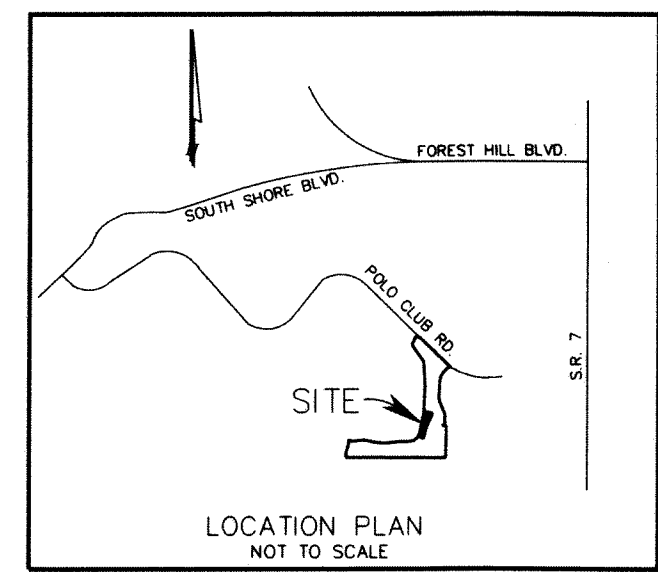 FOREST HILL BLVD.
SOUTH SHORE BLVD.
POLO CLUB RD.
S.R. 7
SITE
LOCATION PLAN
NOT TO SCALE